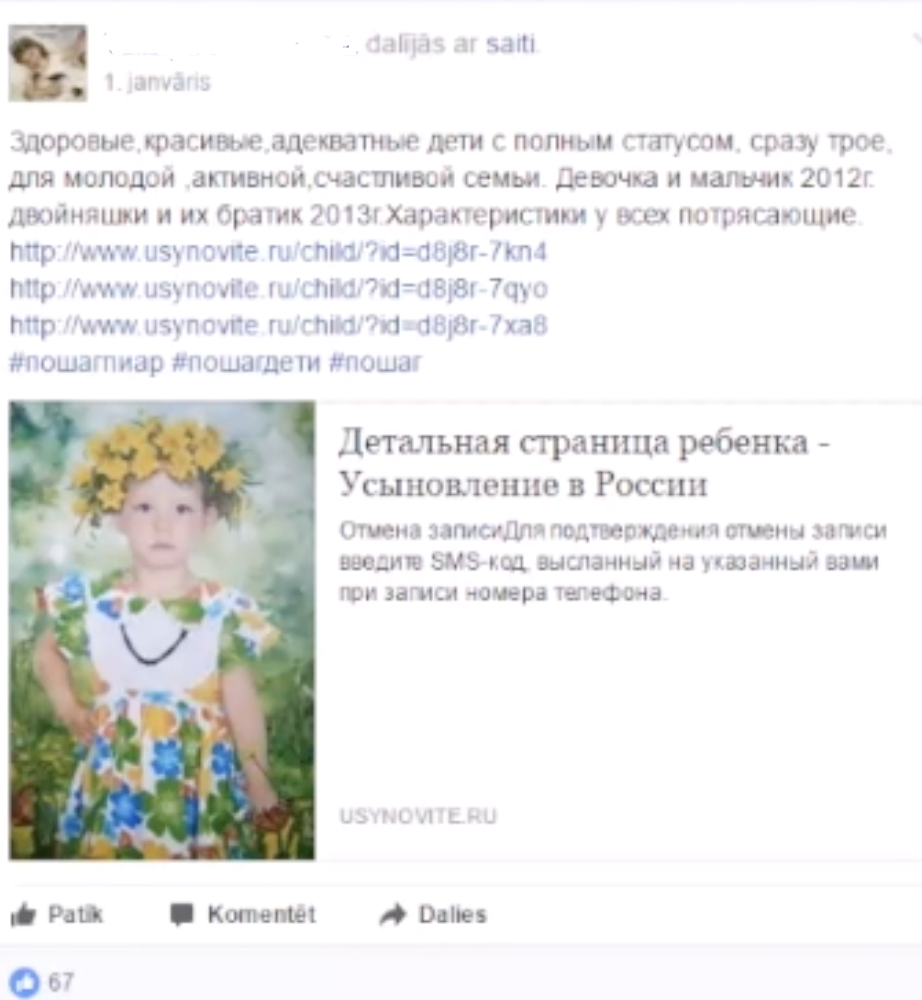 dalījās ar saiti.
1. janvāris
Здоровые,красивые,адекватные дети с полным статусом, сразу трое,
для молодой ,активной,счастливой семьи. Девочка и мальчик 2012г.
двойняшки и их братик 2013г.Характеристики у всех потрясающие.
http://www.usynovite.ru/child/?id=d8j8r-7kn4
http://www.usynovite.ru/child/?id=d8j8r-7qyo
http://www.usynovite.ru/child/?id=d8j8r-7xa8
#пошагпиар #пошагдети #пошаг
Детальная страница ребенка -
Усыновление в России
Отмена записиДля подтверждения отмены записи
введите SMS-код, высланный на указанный вами
при записи номера телефона.
USYNOVITE.RU
Patīk Komentēt Dalies
67